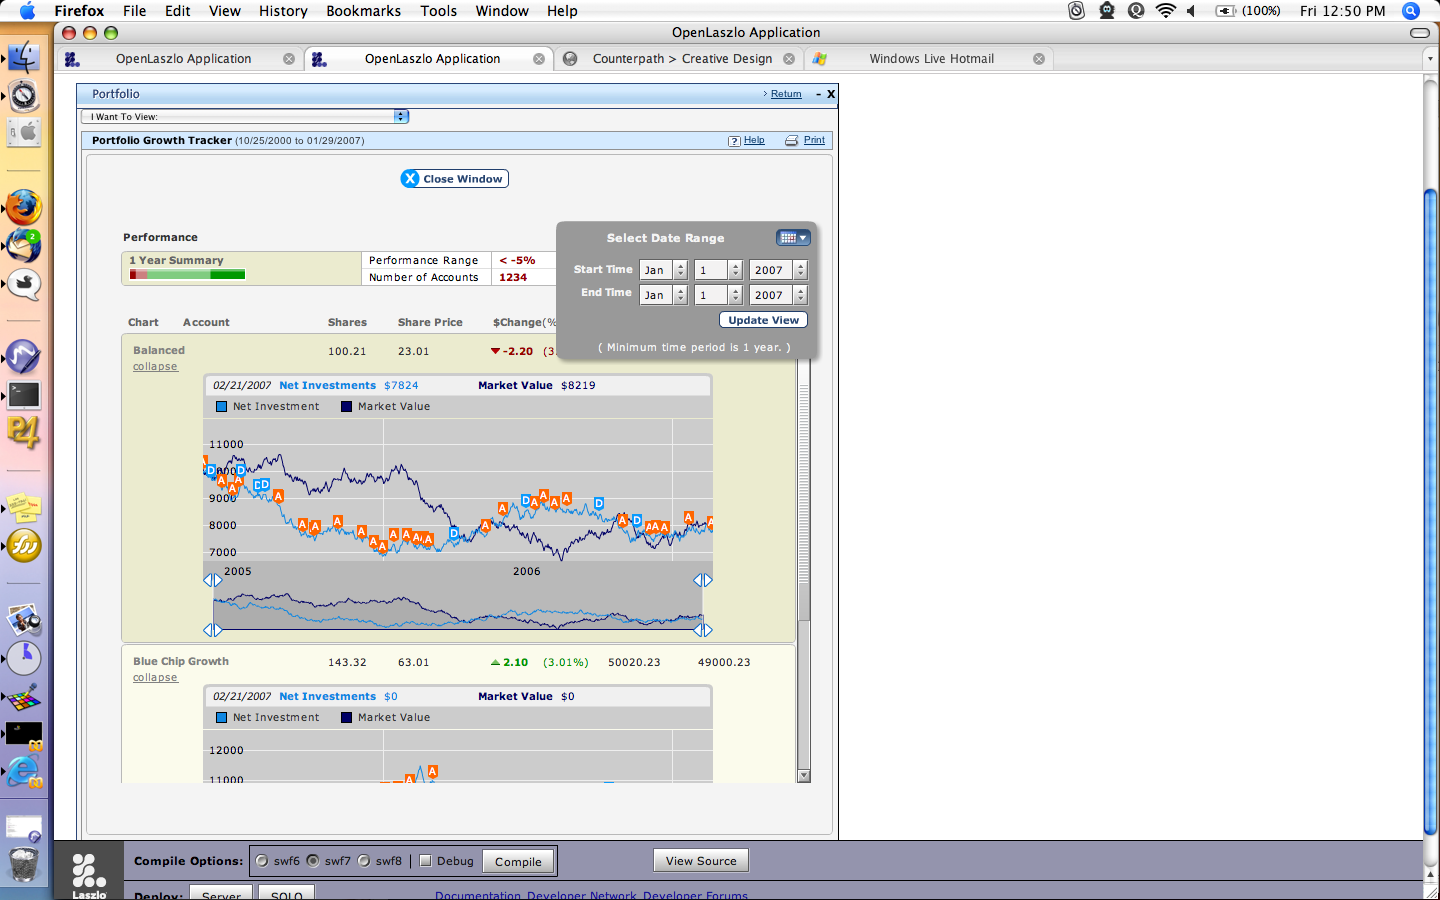 Firefox File Edit View History Bookmarks Tools Window Help (100%) Fri 12:50 PM
OpenLaszlo Application
OpenLaszlo Application OpenLaszlo Application Counterpath > Creative Design Windows Live Hotmail
Portfolio Return - X
I Want To View:
Portfolio Growth Tracker (10/25/2000 to 01/29/2007) ? Help Print
X Close Window
Select Date Range
Performance
1 Year Summary Performance Range < -5%
Number of Accounts 1234
Start Time Jan 1 2007
End Time Jan 1 2007
Update View
( Minimum time period is 1 year. )
Chart Account Shares Share Price $Change(%
Balanced 100.21 23.01 -2.20 (3.
collapse
02/21/2007 Net Investments $7824 Market Value $8219
Net Investment Market Value
11000
9000
8000
7000
2005 2006
Blue Chip Growth 143.32 63.01 2.10 (3.01%) 50020.23 49000.23
collapse
02/21/2007 Net Investments $0 Market Value $0
Net Investment Market Value
12000
11000
Compile Options: swf6 swf7 swf8 | Debug Compile View Source
Laszlo Deploy: Server SOLO Documentation Developer Network Developer Forums